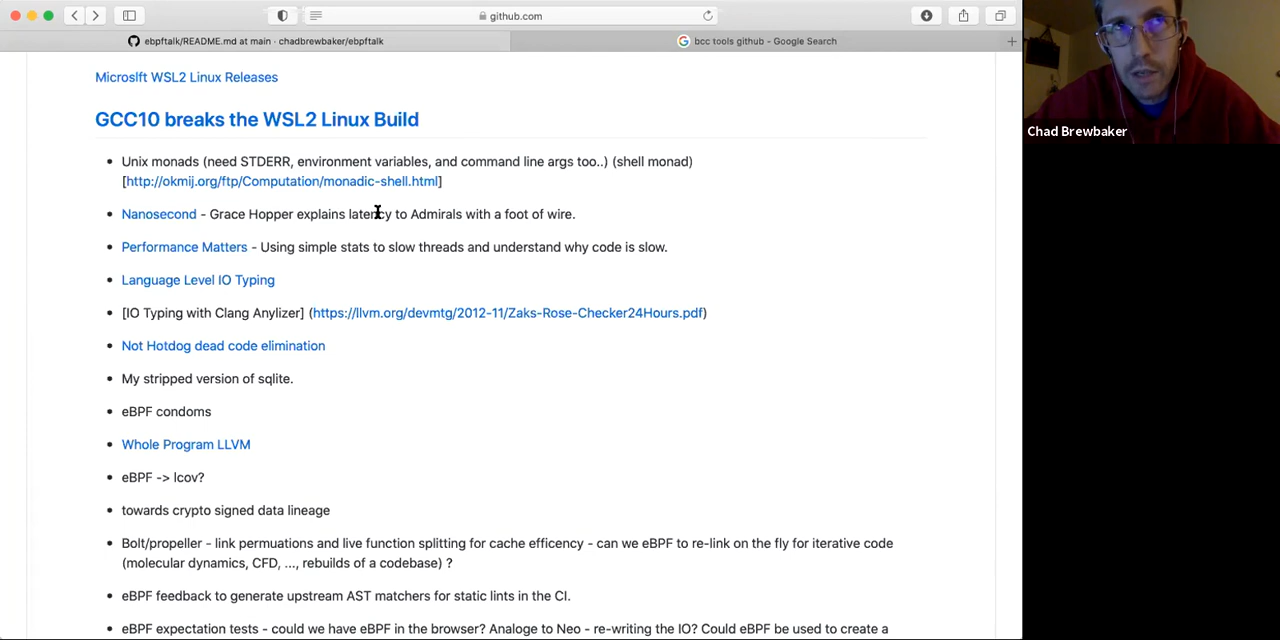 github.com
ebpftalk/README.md at main · chadbrewbaker/ebpftalk
bcc tools github - Google Search
Microslft WSL2 Linux Releases
GCC10 breaks the WSL2 Linux Build
Unix monads (need STDERR, environment variables, and command line args too..) (shell monad)
[http://okmij.org/ftp/Computation/monadic-shell.html]
Nanosecond - Grace Hopper explains latency to Admirals with a foot of wire.
Performance Matters - Using simple stats to slow threads and understand why code is slow.
Language Level IO Typing
[IO Typing with Clang Anylizer] (https://llvm.org/devmtg/2012-11/Zaks-Rose-Checker24Hours.pdf)
Not Hotdog dead code elimination
My stripped version of sqlite.
eBPF condoms
Whole Program LLVM
eBPF -> lcov?
towards crypto signed data lineage
Bolt/propeller - link permuations and live function splitting for cache efficency - can we eBPF to re-link on the fly for iterative code
(molecular dynamics, CFD, ..., rebuilds of a codebase) ?
eBPF feedback to generate upstream AST matchers for static lints in the CI.
eBPF expectation tests - could we have eBPF in the browser? Analoge to Neo - re-writing the IO? Could eBPF be used to create a
Chad Brewbaker